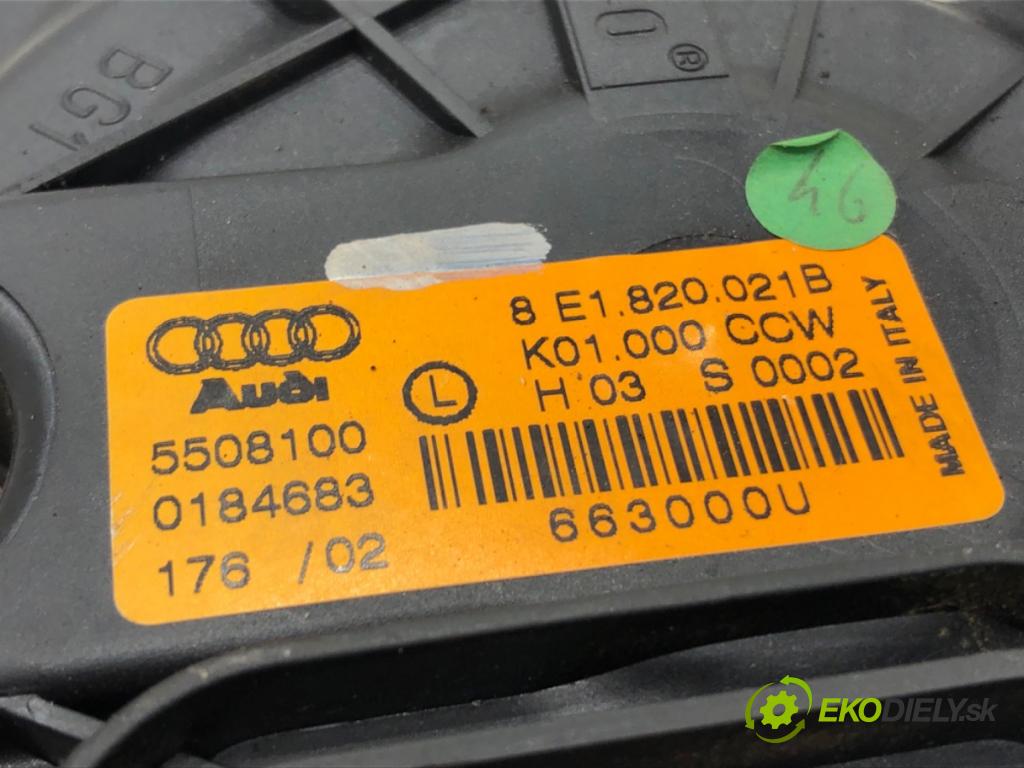 BG1
®
46
8 E1.820.021B
K01.000 CCW
H 03 S 0002
MADE IN ITALY
Audi
L
5508100
0184683
176 /02
663000U
EKODIELY.sk